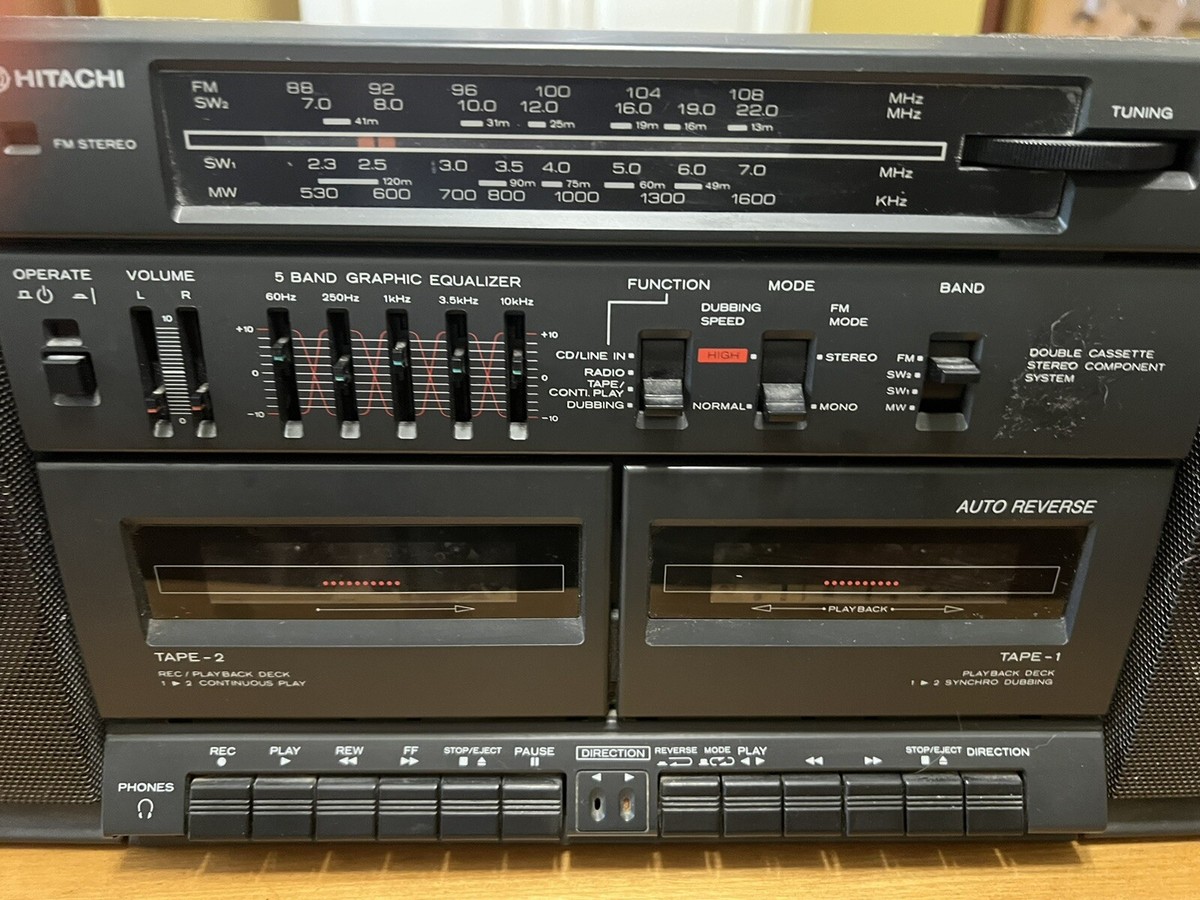 HITACHI
FM STEREO
FM 88 92 96 100 104 108 MHz
SW2 7.0 8.0 10.0 12.0 16.0 19.0 22.0 MHz
41m 31m 25m 19m 16m 13m
SW1 2.3 2.5 3.0 3.5 4.0 5.0 6.0 7.0 MHz
120m 90m 75m 60m 49m
MW 530 600 700 800 1000 1300 1600 KHz
TUNING
OPERATE
VOLUME
L R
10
0
5 BAND GRAPHIC EQUALIZER
60Hz 250Hz 1kHz 3.5kHz 10kHz
+10 +10
0 0
-10 -10
FUNCTION
CD/LINE IN
RADIO
TAPE/
CONTI. PLAY
DUBBING
MODE
DUBBING
SPEED
HIGH
NORMAL
FM
MODE
STEREO
MONO
BAND
FM
SW2
SW1
MW
DOUBLE CASSETTE
STEREO COMPONENT
SYSTEM
TAPE-2
REC / PLAYBACK DECK
1 ▶ 2 CONTINUOUS PLAY
AUTO REVERSE
PLAYBACK
TAPE-1
PLAYBACK DECK
1 ▶ 2 SYNCHRO DUBBING
PHONES
REC PLAY REW FF STOP/EJECT PAUSE
DIRECTION
REVERSE MODE PLAY STOP/EJECT DIRECTION